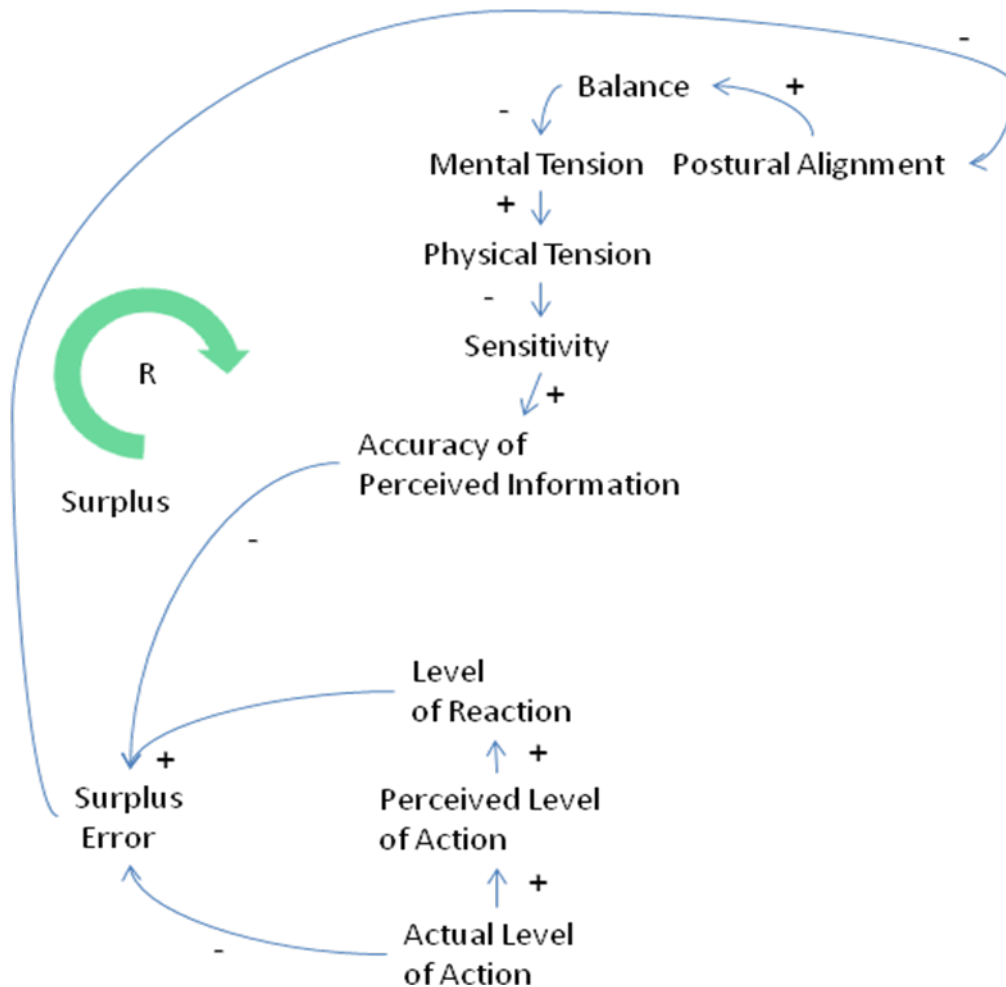 -
Balance
+
-
Mental Tension
Postural Alignment
+
Physical Tension
-
Sensitivity
+
R
Accuracy of
Perceived Information
Surplus
-
Level
of Reaction
+
+
Surplus
Error
Perceived Level
of Action
+
Actual Level
of Action
-